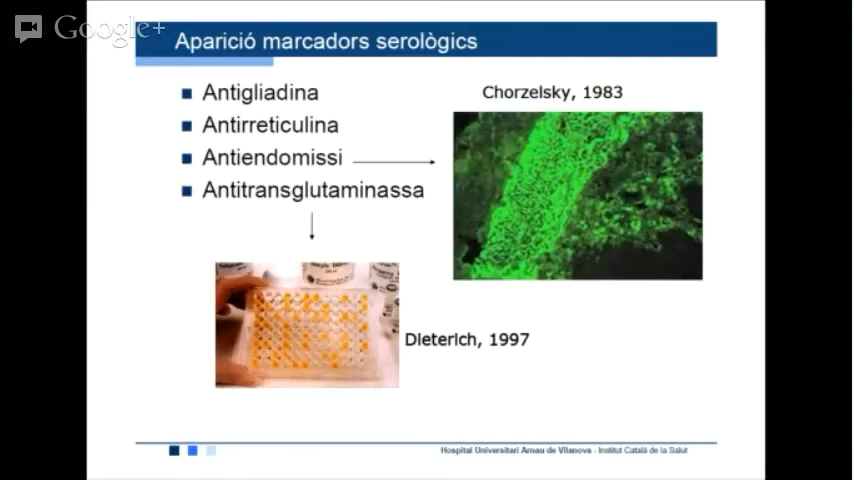 Google+
Aparició marcadors serològics
Antigliadina
Antirreticulina
Antiendomissi
Antitransglutaminassa
Chorzelsky, 1983
Dieterich, 1997
Hospital Universitari Arnau de Vilanova - Institut Català de la Salut